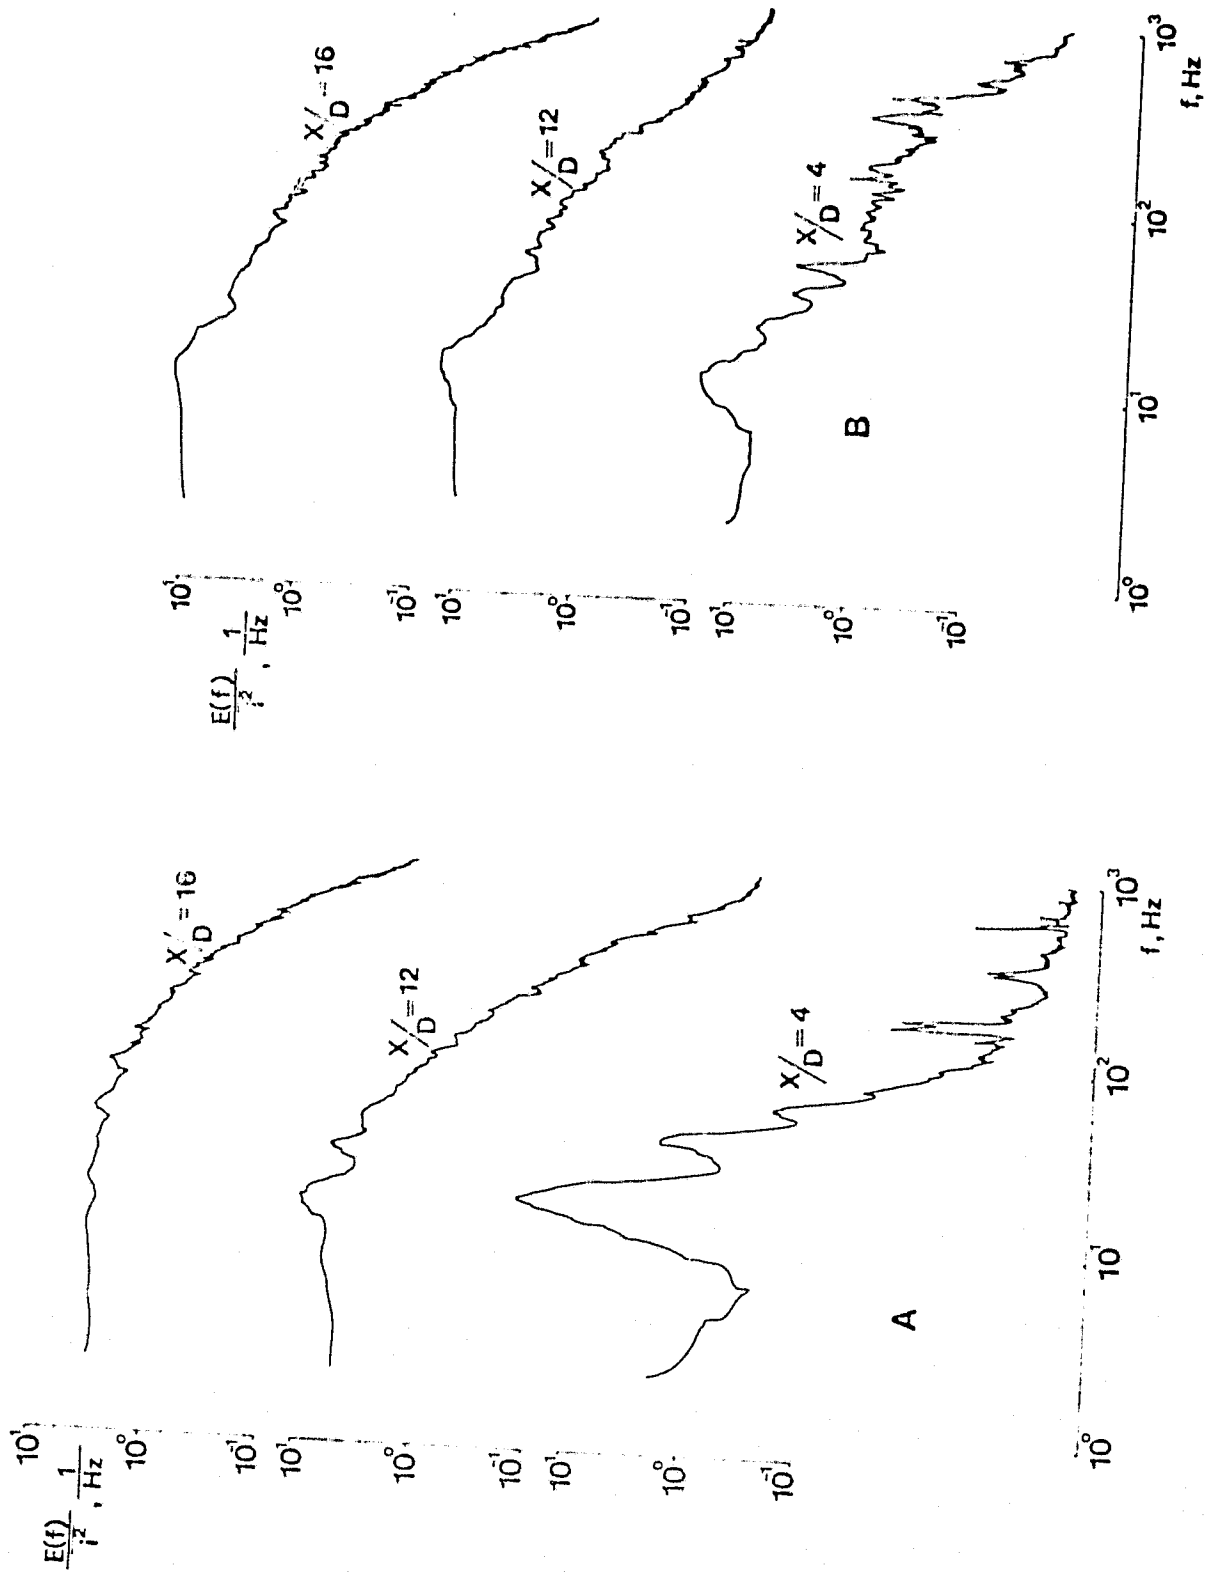 E(f)/i², 1/Hz
10¹
10⁰
10⁻¹
10¹
10⁰
10⁻¹
10¹
10⁰
10⁻¹
X/D = 16
X/D = 12
X/D = 4
A
10⁰
10¹
10²
10³
f, Hz
E(f)/i², 1/Hz
10¹
10⁰
10⁻¹
10¹
10⁰
10⁻¹
10¹
10⁰
10⁻¹
X/D = 16
X/D = 12
X/D = 4
B
10⁰
10¹
10²
10³
f, Hz